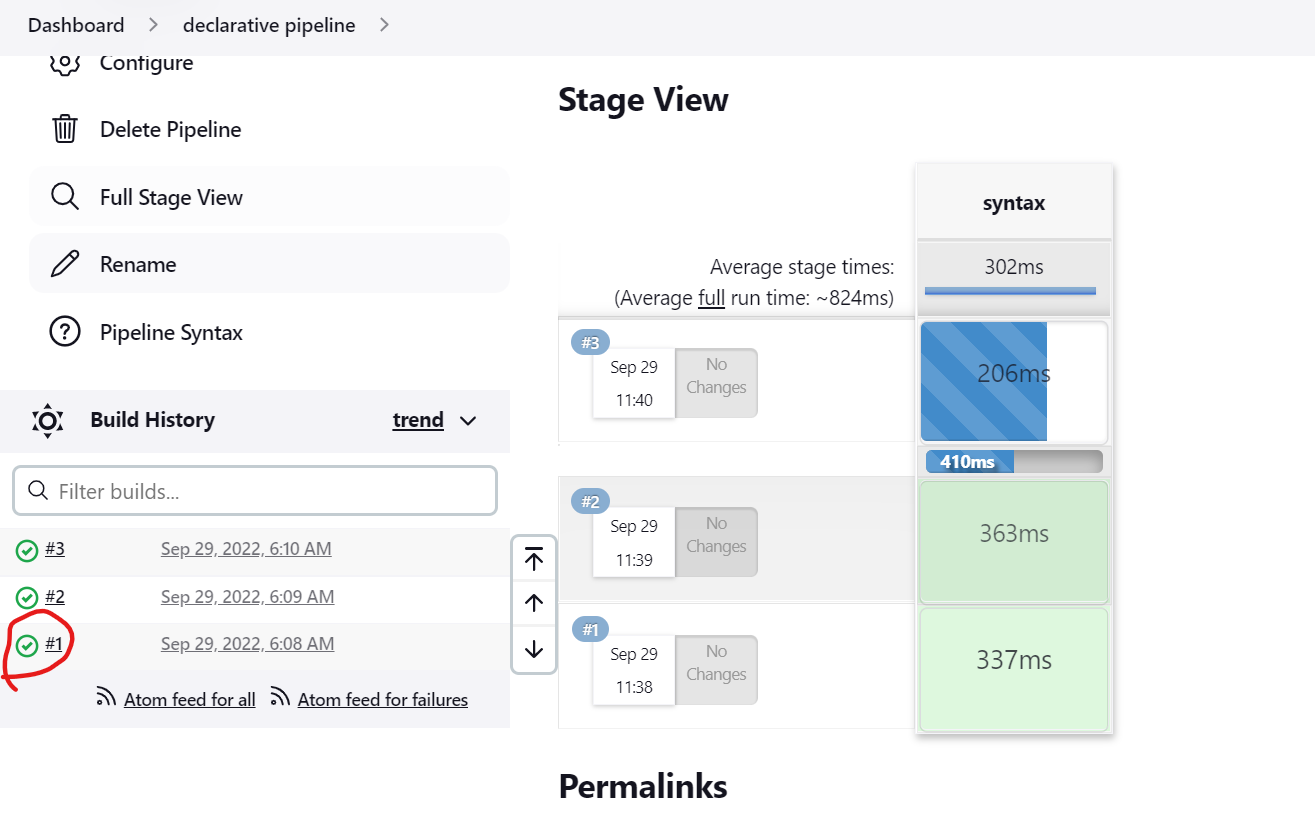 Dashboard > declarative pipeline >
Configure
Delete Pipeline
Full Stage View
Rename
Pipeline Syntax
Build History trend
Filter builds...
#3 Sep 29, 2022, 6:10 AM
#2 Sep 29, 2022, 6:09 AM
#1 Sep 29, 2022, 6:08 AM
Atom feed for all Atom feed for failures
Stage View
syntax
Average stage times: 302ms
(Average full run time: ~824ms)
#3
Sep 29 No
11:40 Changes
206ms
410ms
#2
Sep 29 No
11:39 Changes
363ms
#1
Sep 29 No
11:38 Changes
337ms
Permalinks